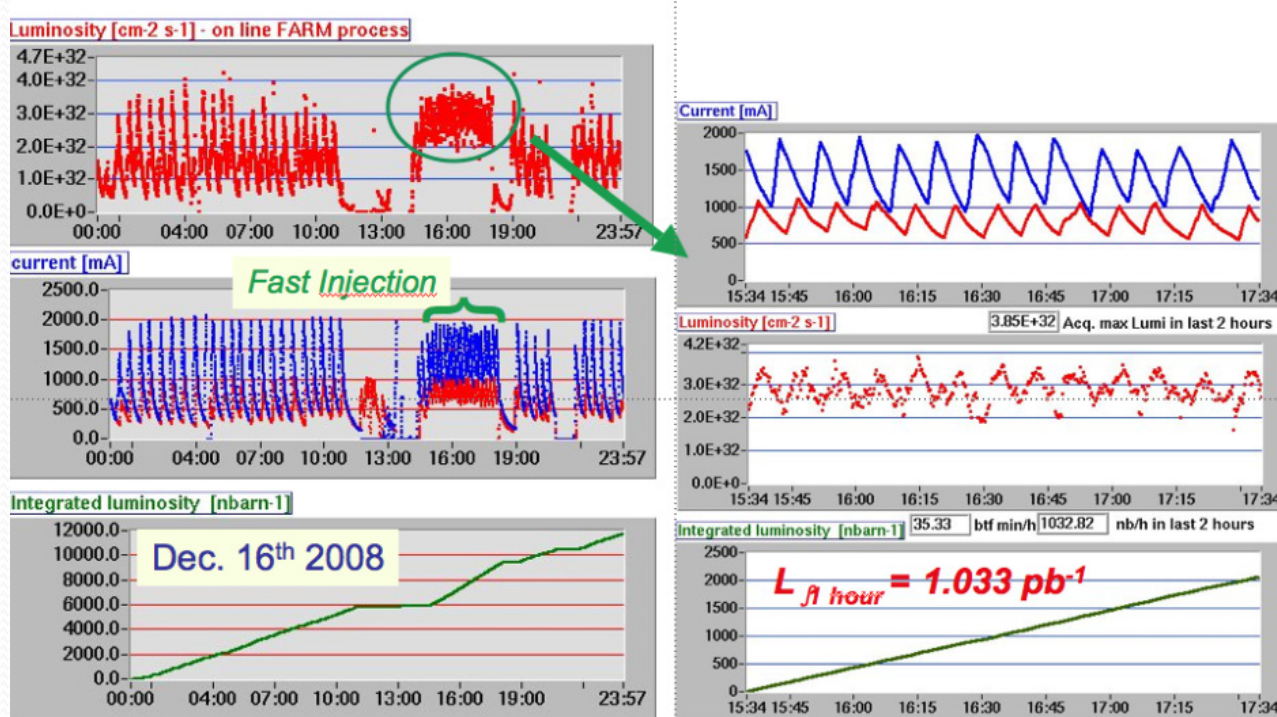 Luminosity [cm-2 s-1] - on line FARM process
4.7E+32
4.0E+32
3.0E+32
2.0E+32
1.0E+32
0.0E+0
00:00 04:00 07:00 10:00 13:00 16:00 19:00 23:57
current [mA]
Fast Injection
2500.0
2000.0
1500.0
1000.0
500.0
0.0
00:00 04:00 07:00 10:00 13:00 16:00 19:00 23:57
Integrated luminosity [nbarn-1]
Dec. 16th 2008
12000.0
10000.0
8000.0
6000.0
4000.0
2000.0
0.0
00:00 04:00 07:00 10:00 13:00 16:00 19:00 23:57
Current [mA]
2000
1500
1000
500
0
15:34 15:45 16:00 16:15 16:30 16:45 17:00 17:15 17:34
Luminosity [cm-2 s-1] 3.85E+32 Acq. max Lumi in last 2 hours
4.2E+32
3.0E+32
2.0E+32
1.0E+32
0.0E+0
15:34 15:45 16:00 16:15 16:30 16:45 17:00 17:15 17:34
Integrated luminosity [nbarn-1] 35.33 btf min/h 1032.82 nb/h in last 2 hours
L ∫1 hour = 1.033 pb-1
2500
2000
1500
1000
500
0
15:34 15:45 16:00 16:15 16:30 16:45 17:00 17:15 17:34